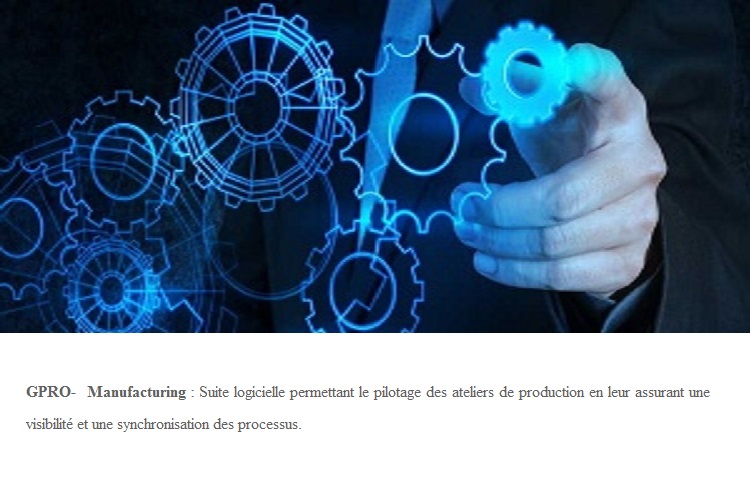 GPRO- Manufacturing : Suite logicielle permettant le pilotage des ateliers de production en leur assurant une
visibilité et une synchronisation des processus.